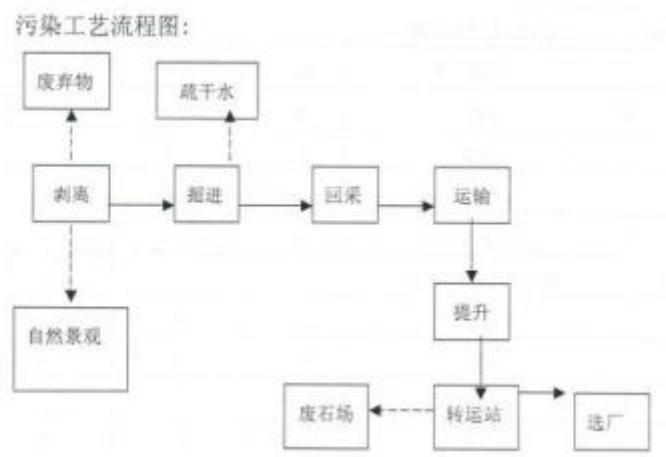 污染工艺流程图:
废弃物
疏干水
剥离
掘进
回采
运输
自然景观
提升
废石场
转运站
选厂